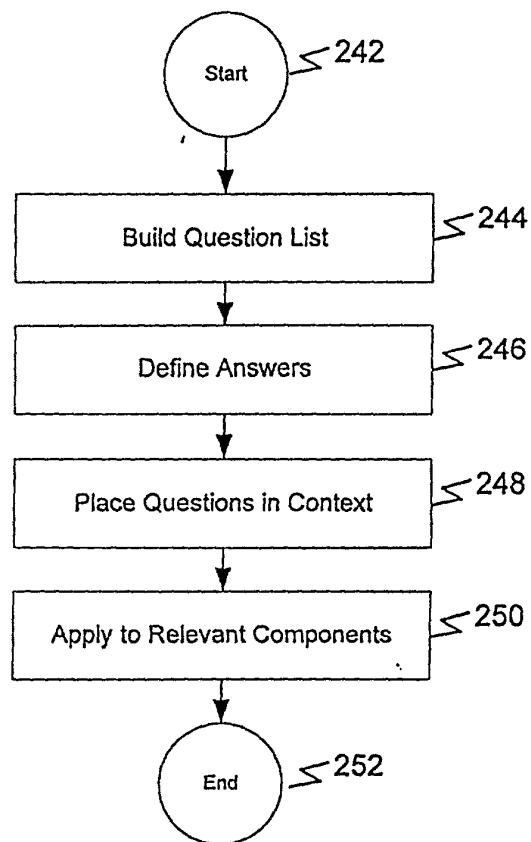 Start
242
Build Question List
244
Define Answers
246
Place Questions in Context
248
Apply to Relevant Components
250
End
252